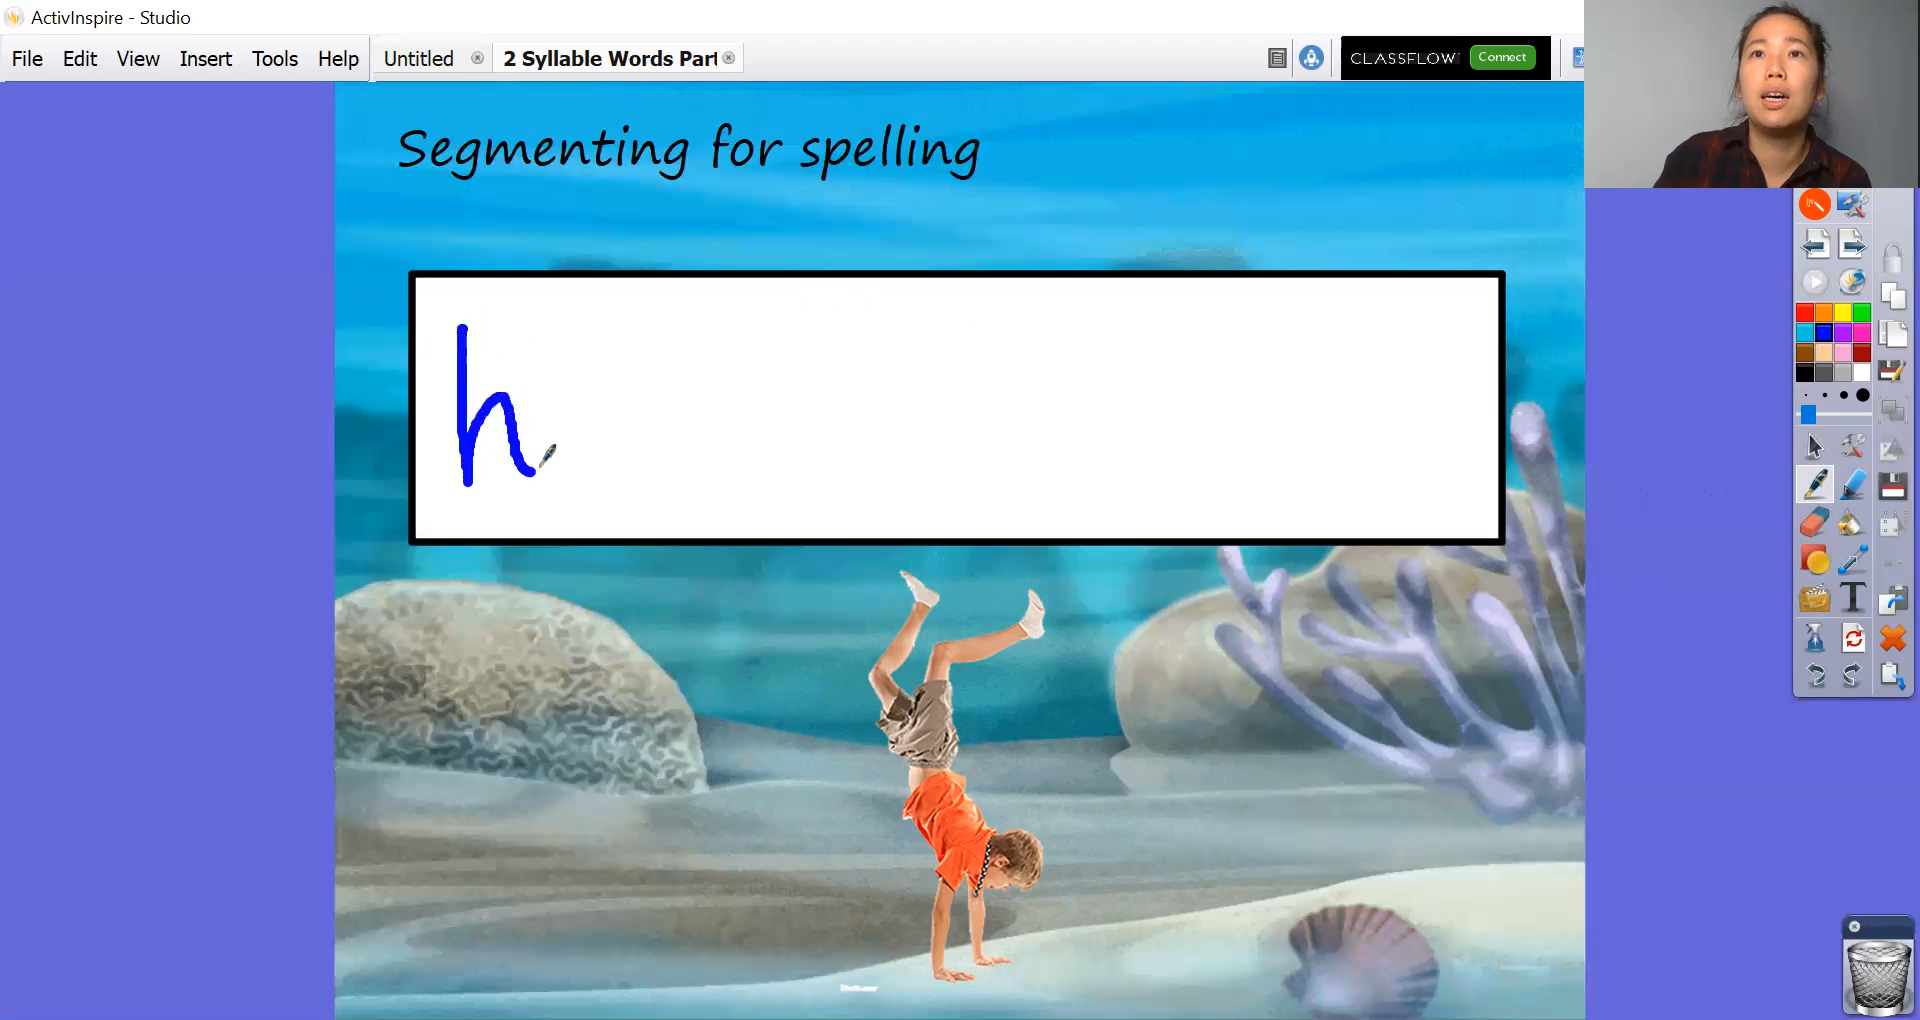 ActivInspire - Studio
File Edit View Insert Tools Help Untitled 2 Syllable Words Part CLASSFLOW Connect
Segmenting for spelling
h
T